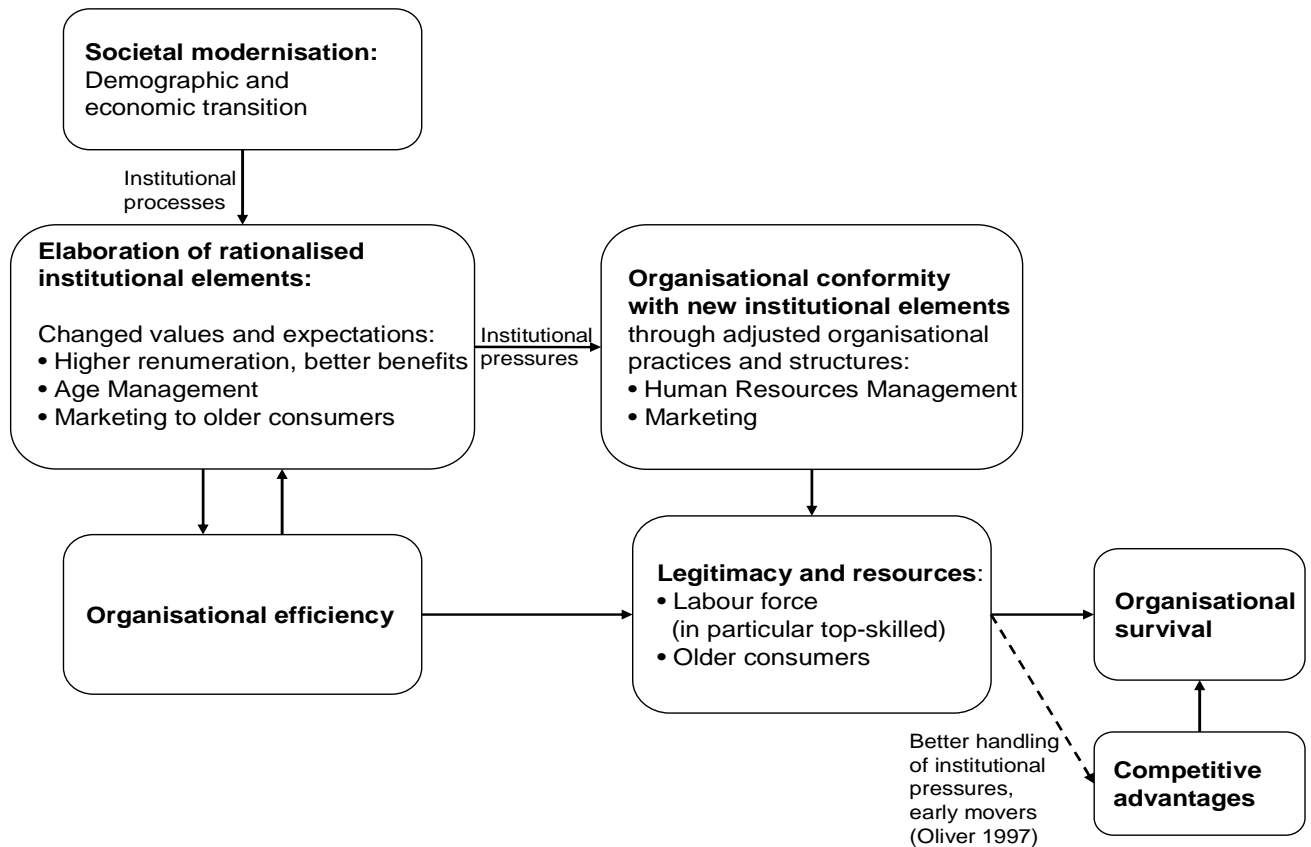 Societal modernisation:
Demographic and
economic transition
Institutional
processes
Elaboration of rationalised
institutional elements:
Changed values and expectations:
• Higher renumeration, better benefits
• Age Management
• Marketing to older consumers
Institutional
pressures
Organisational conformity
with new institutional elements
through adjusted organisational
practices and structures:
• Human Resources Management
• Marketing
Organisational efficiency
Legitimacy and resources:
• Labour force
(in particular top-skilled)
• Older consumers
Organisational
survival
Better handling
of institutional
pressures,
early movers
(Oliver 1997)
Competitive
advantages